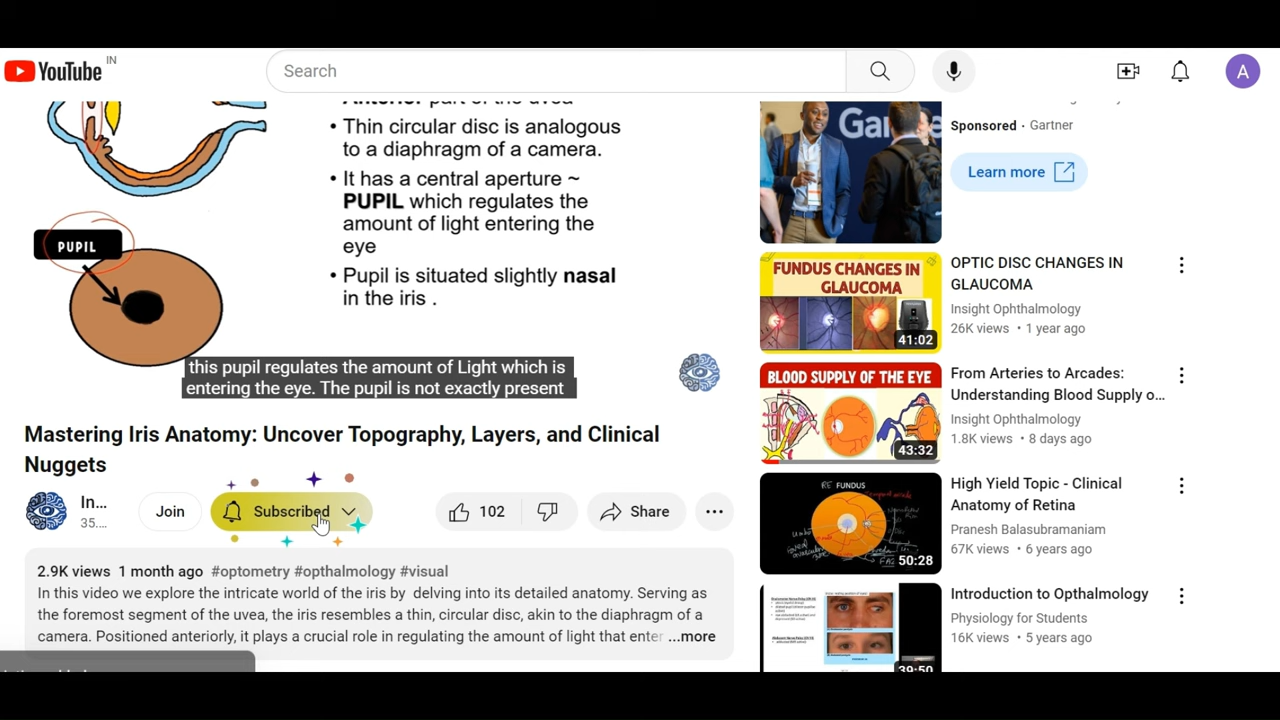 YouTube
IN
Search
A
Anterior part of the uvea
• Thin circular disc is analogous
to a diaphragm of a camera.
• It has a central aperture ~
PUPIL which regulates the
amount of light entering the
eye
• Pupil is situated slightly nasal
in the iris .
PUPIL
this pupil regulates the amount of Light which is
entering the eye. The pupil is not exactly present
Mastering Iris Anatomy: Uncover Topography, Layers, and Clinical
Nuggets
In...
35....
Join
Subscribed
102
Share
2.9K views 1 month ago #optometry #opthalmology #visual
In this video we explore the intricate world of the iris by delving into its detailed anatomy. Serving as
the foremost segment of the uvea, the iris resembles a thin, circular disc, akin to the diaphragm of a
camera. Positioned anteriorly, it plays a crucial role in regulating the amount of light that enter ...more
Sponsored · Gartner
Learn more
FUNDUS CHANGES IN
GLAUCOMA
41:02
OPTIC DISC CHANGES IN
GLAUCOMA
Insight Ophthalmology
26K views • 1 year ago
BLOOD SUPPLY OF THE EYE
43:32
From Arteries to Arcades:
Understanding Blood Supply o...
Insight Ophthalmology
1.8K views • 8 days ago
RE FUNDUS
50:28
High Yield Topic - Clinical
Anatomy of Retina
Pranesh Balasubramaniam
67K views • 6 years ago
39:50
Introduction to Opthalmology
Physiology for Students
16K views • 5 years ago